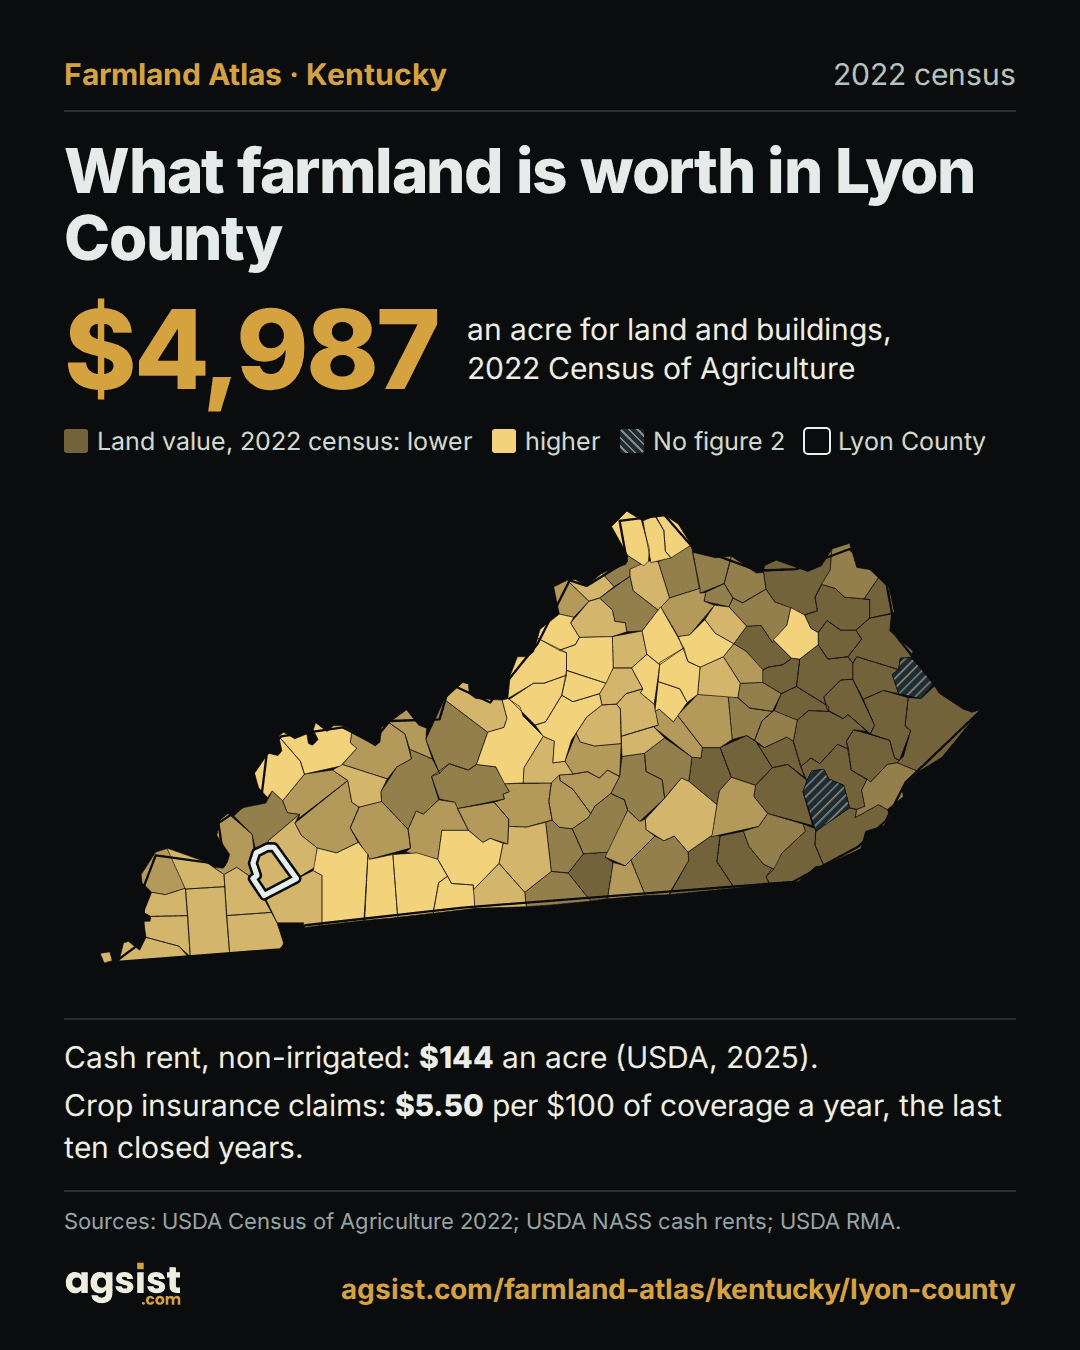 Farmland Atlas · Kentucky
2022 census
What farmland is worth in Lyon
County
$4,987
an acre for land and buildings,
2022 Census of Agriculture
Land value, 2022 census: lower
higher
No figure 2
Lyon County
Cash rent, non-irrigated: $144 an acre (USDA, 2025).
Crop insurance claims: $5.50 per $100 of coverage a year, the last
ten closed years.
Sources: USDA Census of Agriculture 2022; USDA NASS cash rents; USDA RMA.
agsist
.com
agsist.com/farmland-atlas/kentucky/lyon-county